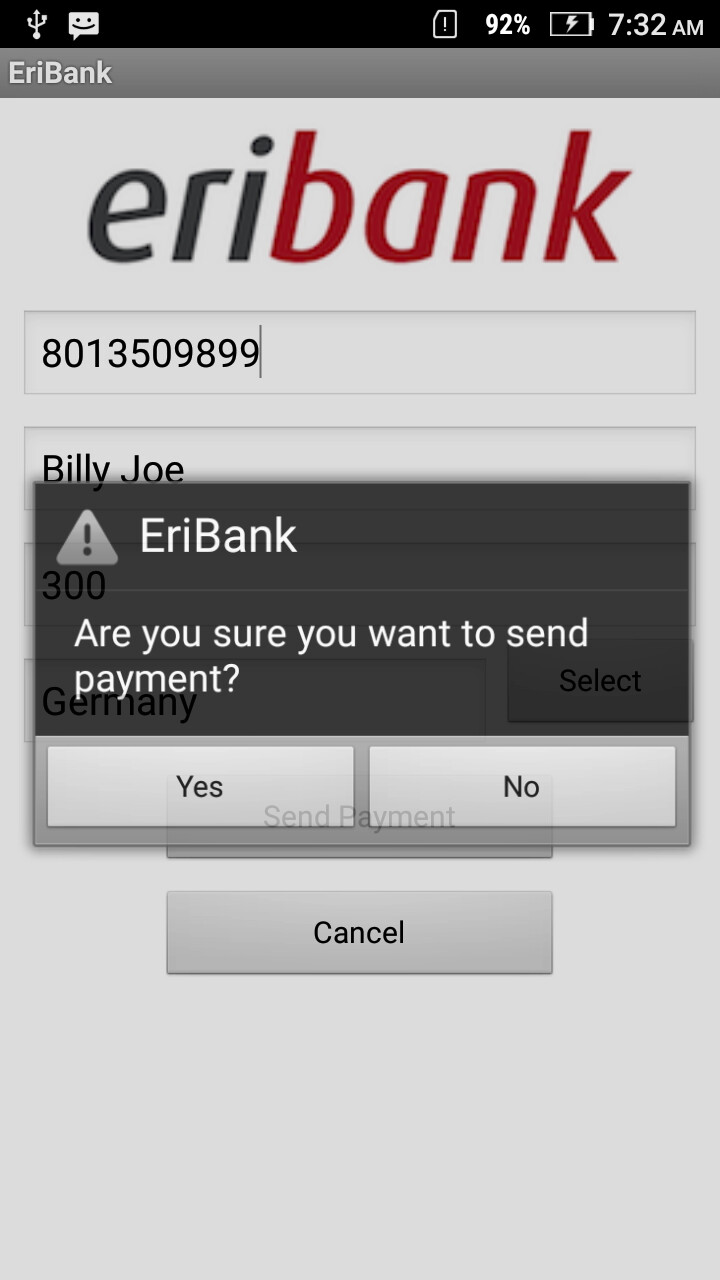 92% 7:32 AM
EriBank
eribank
8013509899
Billy Joe
EriBank
300
Are you sure you want to send
payment?
Germany
Select
Yes
No
Send Payment
Cancel